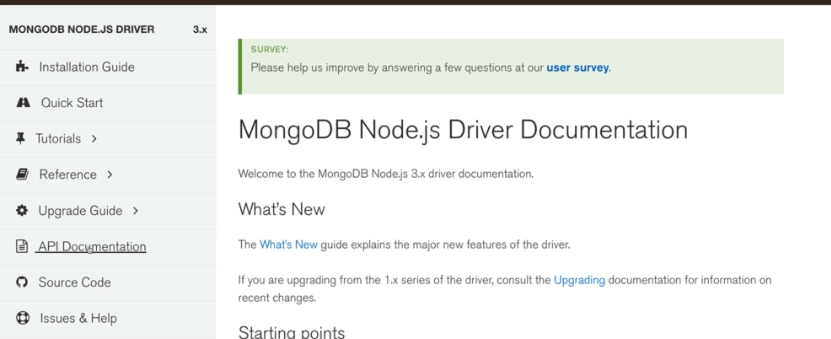 MONGODB NODE.JS DRIVER 3.x
Installation Guide
Quick Start
Tutorials >
Reference >
Upgrade Guide >
API Documentation
Source Code
Issues & Help
SURVEY:
Please help us improve by answering a few questions at our user survey.
MongoDB Node.js Driver Documentation
Welcome to the MongoDB Node.js 3.x driver documentation.
What's New
The What's New guide explains the major new features of the driver.
If you are upgrading from the 1.x series of the driver, consult the Upgrading documentation for information on
recent changes.
Starting points